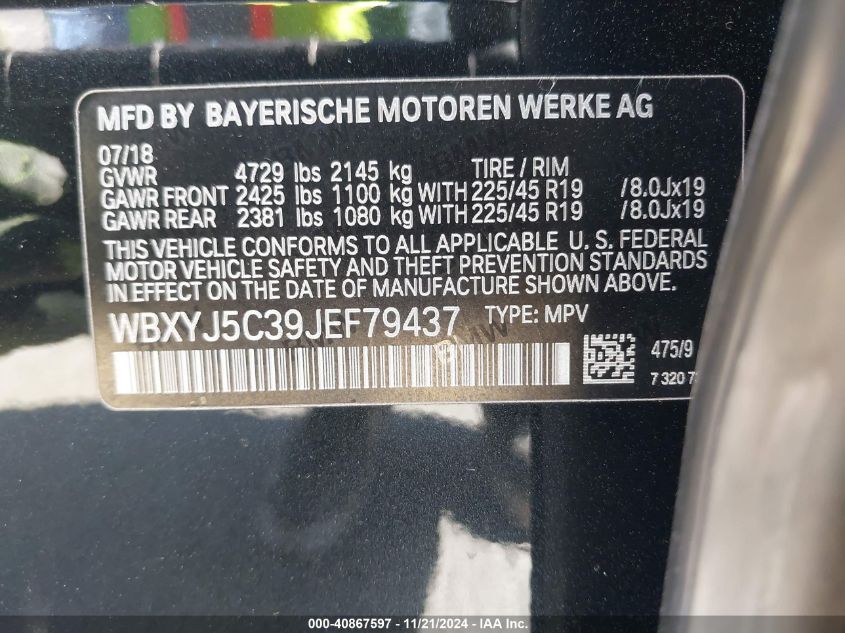 MFD BY BAYERISCHE MOTOREN WERKE AG
07/18
GVWR 4729 lbs 2145 kg TIRE / RIM
GAWR FRONT 2425 lbs 1100 kg WITH 225/45 R19 /8.0Jx19
GAWR REAR 2381 lbs 1080 kg WITH 225/45 R19 /8.0Jx19
THIS VEHICLE CONFORMS TO ALL APPLICABLE U. S. FEDERAL
MOTOR VEHICLE SAFETY AND THEFT PREVENTION STANDARDS
IN EFFECT ON THE DATE OF MANUFACTURE SHOWN ABOVE.
WBXYJ5C39JEF79437 TYPE: MPV
475/9
7 320
000-40867597 - 11/21/2024 - IAA Inc.